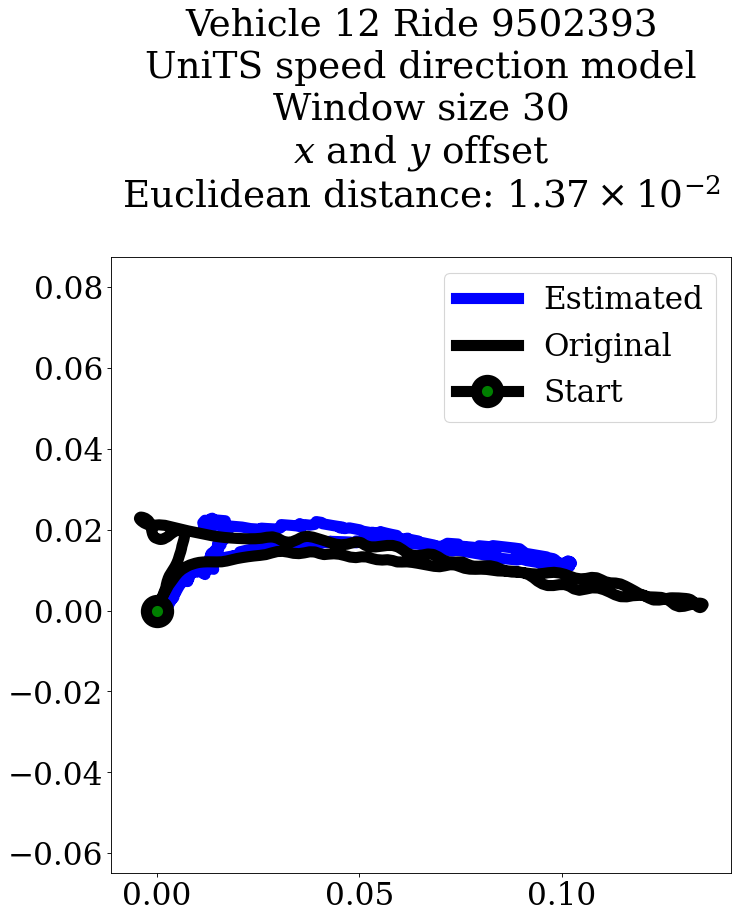 Vehicle 12 Ride 9502393
UniTS speed direction model
Window size 30
x and y offset
Euclidean distance: 1.37 × 10⁻²
Estimated
Original
Start
0.08
0.06
0.04
0.02
0.00
−0.02
−0.04
−0.06
0.00 0.05 0.10